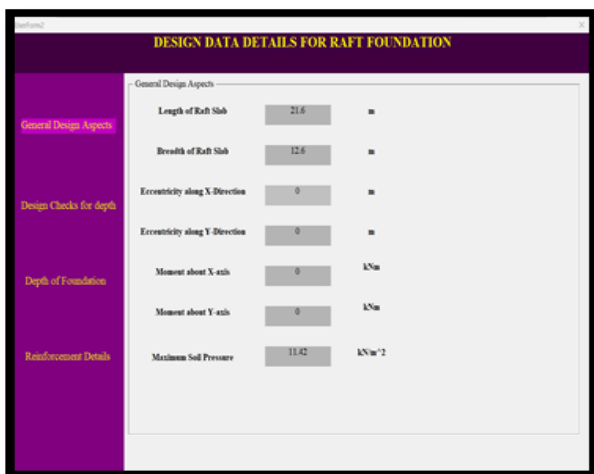 UserForm2
X
DESIGN DATA DETAILS FOR RAFT FOUNDATION
General Design Aspects
Design Checks for depth
Depth of Foundation
Reinforcement Details
General Design Aspects
Length of Raft Slab 21.6 m
Breadth of Raft Slab 12.6 m
Eccentricity along X-Direction 0 m
Eccentricity along Y-Direction 0 m
Moment about X-axis 0 kNm
Moment about Y-axis 0 kNm
Maximum Soil Pressure 11.42 kN/m^2